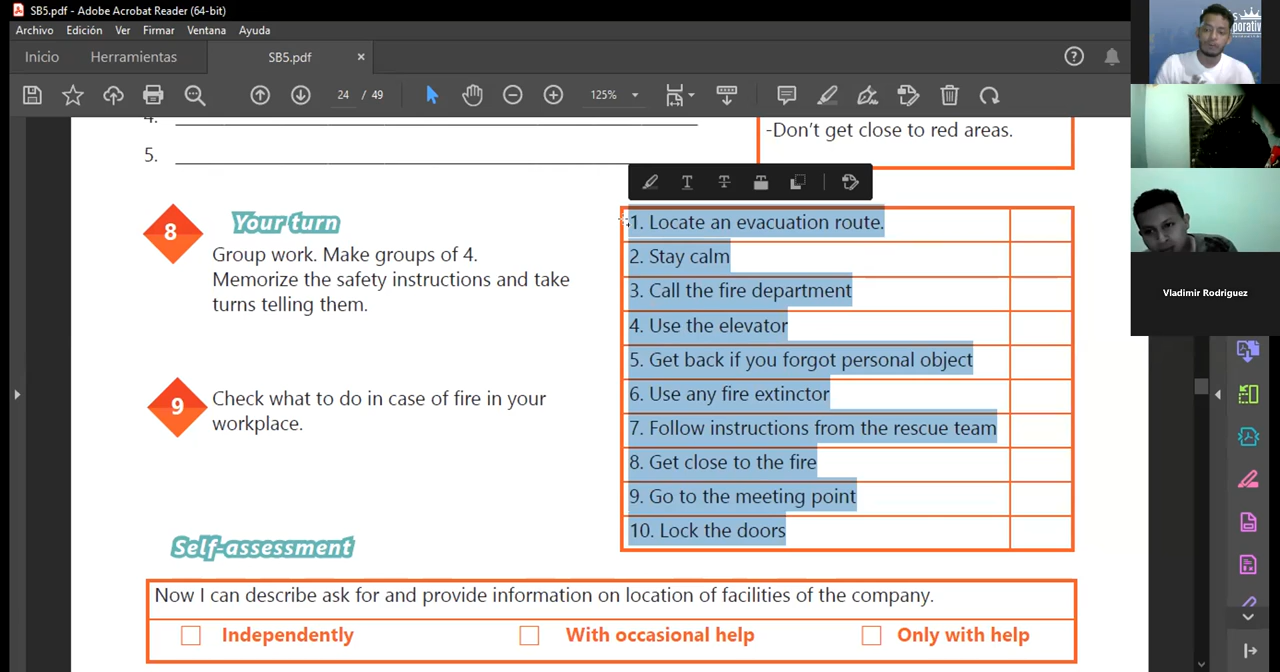 SB5.pdf - Adobe Acrobat Reader (64-bit)
Archivo Edición Ver Firmar Ventana Ayuda
Inicio Herramientas SB5.pdf ×
24 / 49 125%
4.
-Don't get close to red areas.
5.
8 Your turn
Group work. Make groups of 4.
Memorize the safety instructions and take
turns telling them.
9 Check what to do in case of fire in your
workplace.
1. Locate an evacuation route.
2. Stay calm
3. Call the fire department
4. Use the elevator
5. Get back if you forgot personal object
6. Use any fire extinctor
7. Follow instructions from the rescue team
8. Get close to the fire
9. Go to the meeting point
10. Lock the doors
Self-assessment
Now I can describe ask for and provide information on location of facilities of the company.
Independently With occasional help Only with help
Vladimir Rodriguez